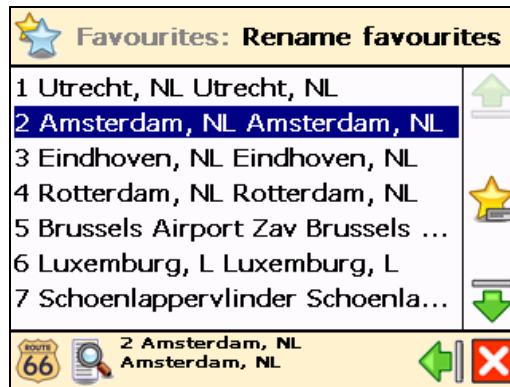 Favourites: Rename favourites
1 Utrecht, NL Utrecht, NL
2 Amsterdam, NL Amsterdam, NL
3 Eindhoven, NL Eindhoven, NL
4 Rotterdam, NL Rotterdam, NL
5 Brussels Airport Zav Brussels ...
6 Luxemburg, L Luxemburg, L
7 Schoenlappervlinder Schoenla...
ROUTE
66
2 Amsterdam, NL
Amsterdam, NL